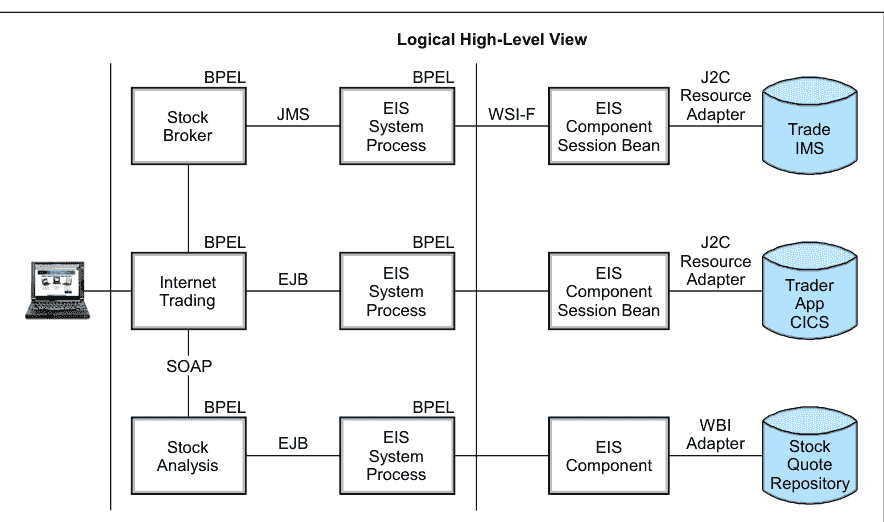 Logical High-Level View
BPEL
BPEL
J2C
Resource
Adapter
Stock
Broker
JMS
EIS
System
Process
WSI-F
EIS
Component
Session Bean
Trade
IMS
BPEL
BPEL
J2C
Resource
Adapter
Internet
Trading
EJB
EIS
System
Process
EIS
Component
Session Bean
Trader
App
CICS
SOAP
BPEL
BPEL
WBI
Adapter
Stock
Analysis
EJB
EIS
System
Process
EIS
Component
Stock
Quote
Repository